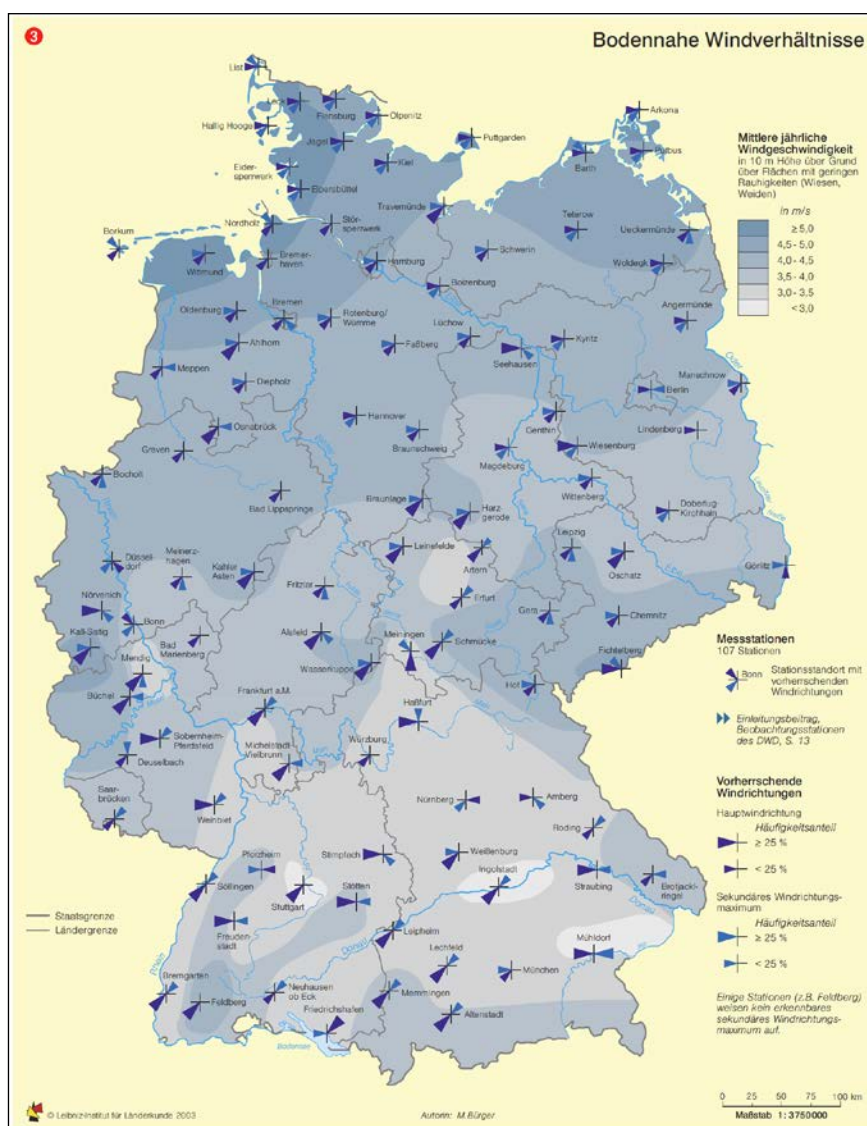 3
Bodennahe Windverhältnisse
List
Leck
Flensburg
Olpenitz
Hallig Hooge
Jagel
Puttgarden
Arkona
Putbus
Barth
Eider-
sperrwerk
Kiel
Elpersbüttel
Travemünde
Teterow
Ueckermünde
Nordholz
Stör-
sperrwerk
Borkum
Wittmund
Bremer-
haven
Hamburg
Schwerin
Woldegk
Boizenburg
Oldenburg
Bremen
Rotenburg/
Wümme
Lüchow
Angermünde
Ahlhorn
Faßberg
Seehausen
Kyritz
Meppen
Diepholz
Berlin
Manschnow
Osnabrück
Hannover
Genthin
Lindenberg
Greven
Braunschweig
Wiesenburg
Magdeburg
Bocholt
Wittenberg
Bad Lippspringe
Braunlage
Harz-
gerode
Doberlug-
Kirchhain
Düssel-
dorf
Meinerz-
hagen
Kahler
Asten
Leinefelde
Artern
Leipzig
Oschatz
Görlitz
Fritzlar
Nörvenich
Erfurt
Gera
Chemnitz
Kall-Sistig
Bonn
Bad
Marienberg
Alsfeld
Meiningen
Schmücke
Mendig
Wasserkuppe
Fichtelberg
Büchel
Frankfurt a.M.
Hof
Haßfurt
Sobernheim-
Pferdsfeld
Michelstadt-
Vielbrunn
Würzburg
Deuselbach
Saar-
brücken
Weinbiet
Nürnberg
Amberg
Roding
Pforzheim
Stimpfach
Weißenburg
Söllingen
Stuttgart
Stötten
Ingolstadt
Straubing
Brotjackl-
riegel
Freuden-
stadt
Leipheim
Mühldorf
Lechfeld
München
Bremgarten
Feldberg
Neuhausen
ob Eck
Memmingen
Friedrichshafen
Altenstadt
Bodensee
Rhein
Donau
Donau
Oder
Mittlere jährliche
Windgeschwindigkeit
in 10 m Höhe über Grund
über Flächen mit geringen
Rauhigkeiten (Wiesen,
Weiden)
in m/s
≥ 5,0
4,5 - 5,0
4,0 - 4,5
3,5 - 4,0
3,0 - 3,5
< 3,0
Messstationen
107 Stationen
Bonn
Stationsstandort mit
vorherrschenden
Windrichtungen
Einleitungsbeitrag,
Beobachtungsstationen
des DWD, S. 13
Vorherrschende
Windrichtungen
Hauptwindrichtung
Häufigkeitsanteil
≥ 25 %
< 25 %
Sekundäres Windrichtungs-
maximum
Häufigkeitsanteil
≥ 25 %
< 25 %
Einige Stationen (z.B. Feldberg)
weisen kein erkennbares
sekundäres Windrichtungs-
maximum auf.
Staatsgrenze
Ländergrenze
© Leibniz-Institut für Länderkunde 2003
Autorin: M.Bürger
0 25 50 75 100 km
Maßstab 1: 3750000